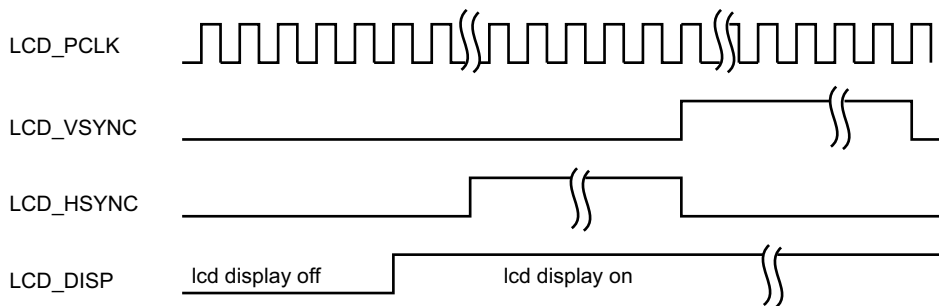 LCD_PCLK
LCD_VSYNC
LCD_HSYNC
LCD_DISP
lcd display off
lcd display on